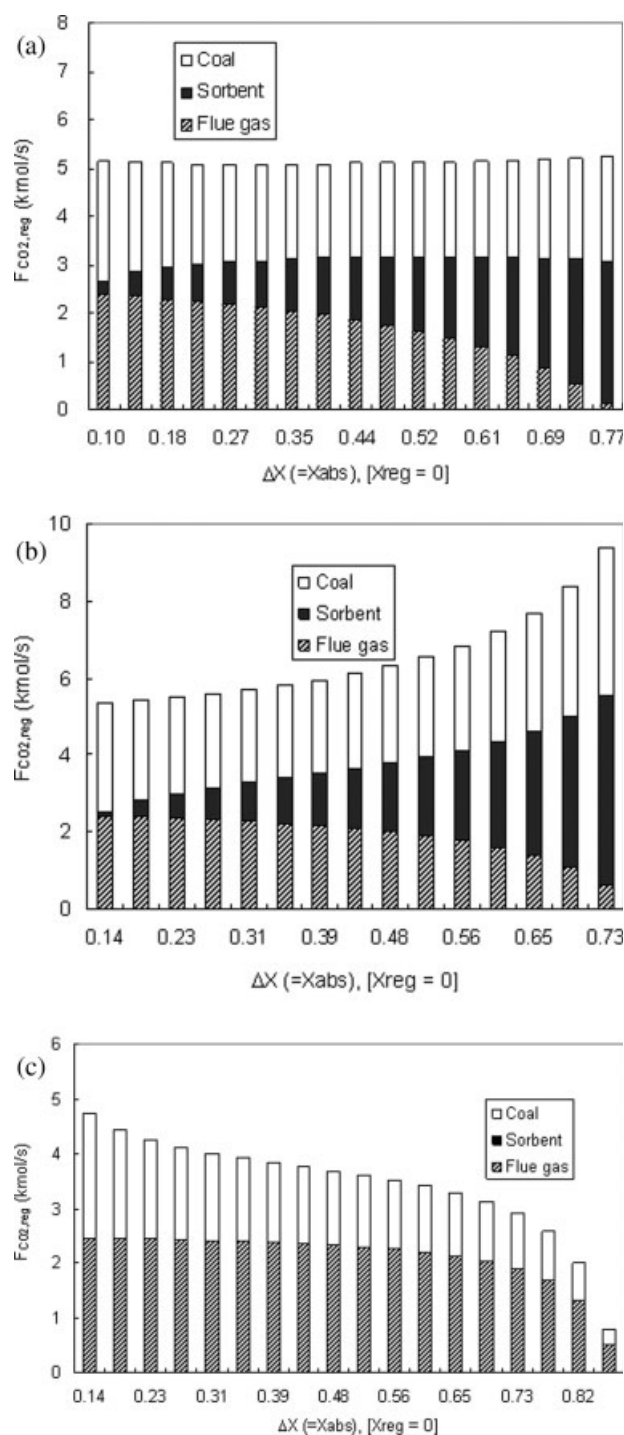 (a)
8
7
6
5
4
3
2
1
0
FCO2,reg (kmol/s)
Coal
Sorbent
Flue gas
0.10 0.18 0.27 0.35 0.44 0.52 0.61 0.69 0.77
ΔX (=Xabs), [Xreg = 0]
(b)
10
8
6
4
2
0
FCO2,reg (kmol/s)
Coal
Sorbent
Flue gas
0.14 0.23 0.31 0.39 0.48 0.56 0.65 0.73
ΔX (=Xabs), [Xreg = 0]
(c)
6
5
4
3
2
1
0
FCO2,reg (kmol/s)
Coal
Sorbent
Flue gas
0.14 0.23 0.31 0.39 0.48 0.56 0.65 0.73 0.82
ΔX (=Xabs), [Xreg = 0]